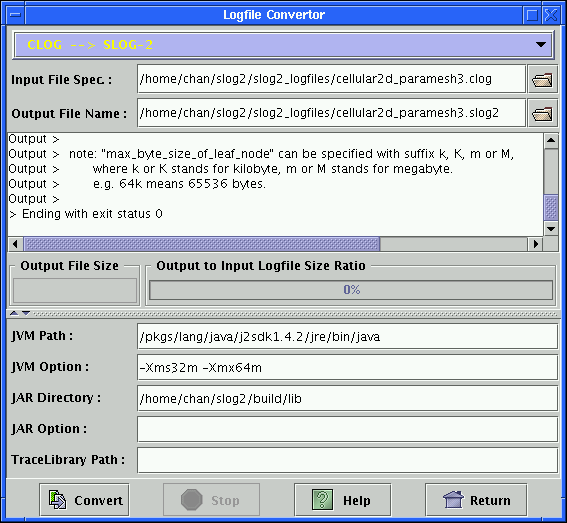 Logfile Convertor
CLOG --> SLOG-2
Input File Spec. : /home/chan/slog2/slog2_logfiles/cellular2d_paramesh3.clog
Output File Name : /home/chan/slog2/slog2_logfiles/cellular2d_paramesh3.slog2
Output >
Output > note: "max_byte_size_of_leaf_node" can be specified with suffix k, K, m or M,
Output > where k or K stands for kilobyte, m or M stands for megabyte.
Output > e.g. 64k means 65536 bytes.
Output >
> Ending with exit status 0
Output File Size Output to Input Logfile Size Ratio
0%
JVM Path : /pkgs/lang/java/j2sdk1.4.2/jre/bin/java
JVM Option : -Xms32m -Xmx64m
JAR Directory : /home/chan/slog2/build/lib
JAR Option :
TraceLibrary Path :
Convert Stop Help Return